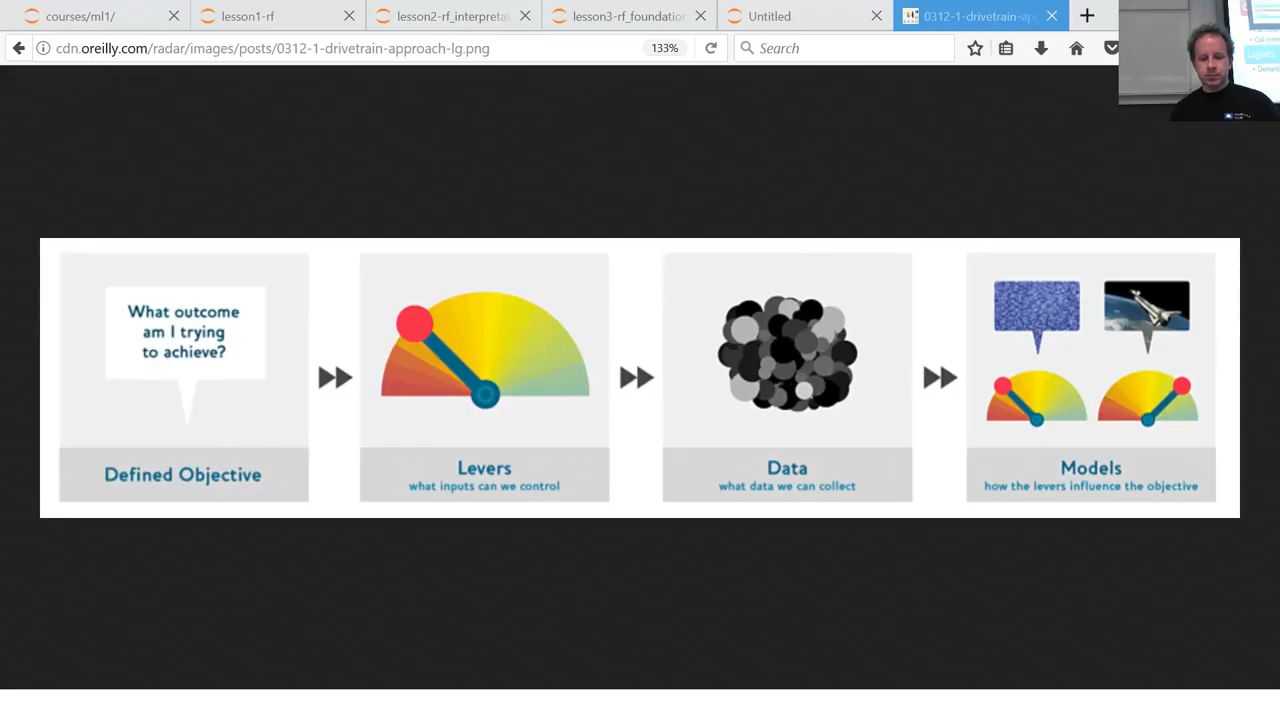 courses/ml1/
lesson1-rf
lesson2-rf_interpreta
lesson3-rf_foundatio
Untitled
0312-1-drivetrain-ap
cdn.oreilly.com/radar/images/posts/0312-1-drivetrain-approach-lg.png
133%
Search
Logistics
What outcome
am I trying
to achieve?
Defined Objective
Levers
what inputs can we control
Data
what data we can collect
Models
how the levers influence the objective